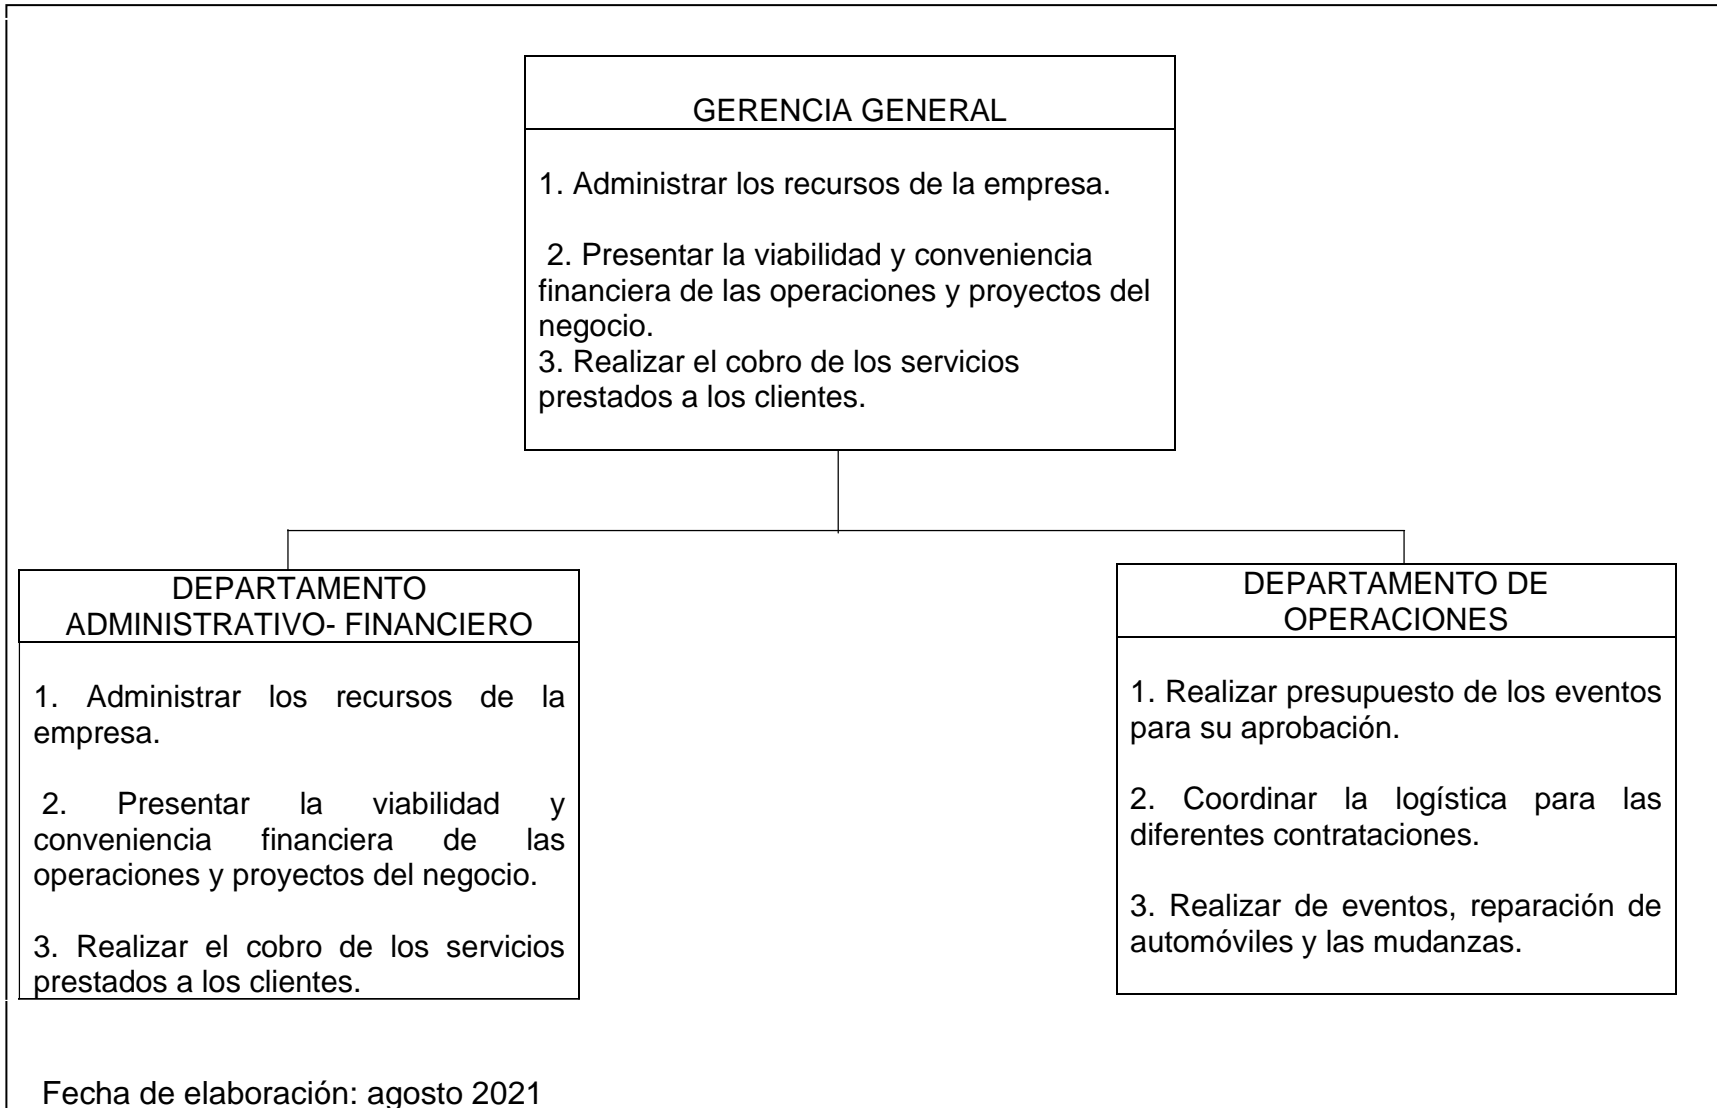 GERENCIA GENERAL
1. Administrar los recursos de la empresa.
2. Presentar la viabilidad y conveniencia
financiera de las operaciones y proyectos del
negocio.
3. Realizar el cobro de los servicios
prestados a los clientes.
DEPARTAMENTO
ADMINISTRATIVO- FINANCIERO
1. Administrar los recursos de la
empresa.
2. Presentar la viabilidad y
conveniencia financiera de las
operaciones y proyectos del negocio.
3. Realizar el cobro de los servicios
prestados a los clientes.
DEPARTAMENTO DE
OPERACIONES
1. Realizar presupuesto de los eventos
para su aprobación.
2. Coordinar la logística para las
diferentes contrataciones.
3. Realizar de eventos, reparación de
automóviles y las mudanzas.
Fecha de elaboración: agosto 2021